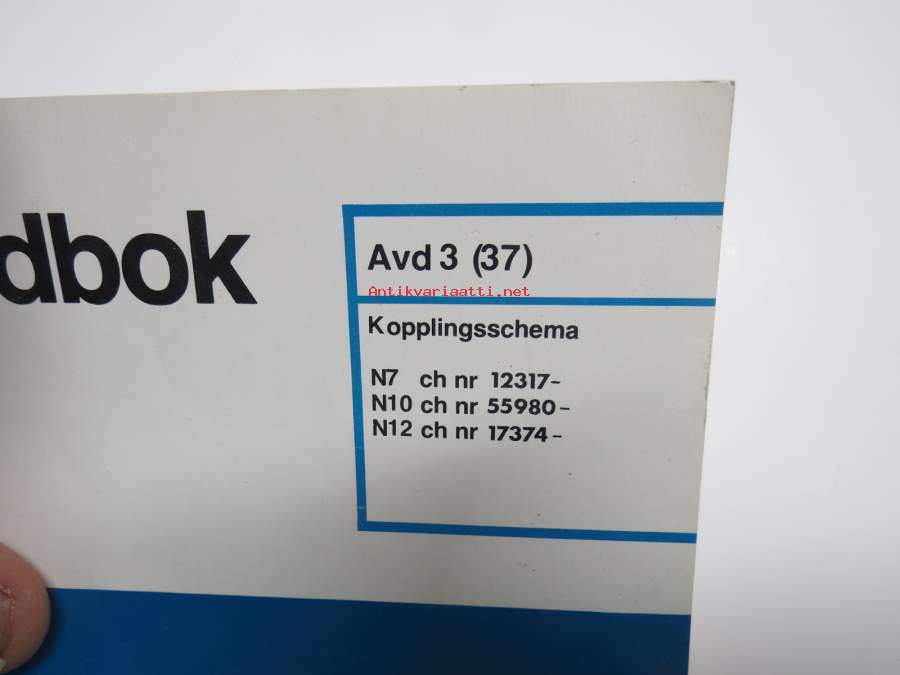 dbok
Avd 3 (37)
Antikvariaatti.net
Kopplingsschema
N7 ch nr 12317-
N10 ch nr 55980-
N12 ch nr 17374-